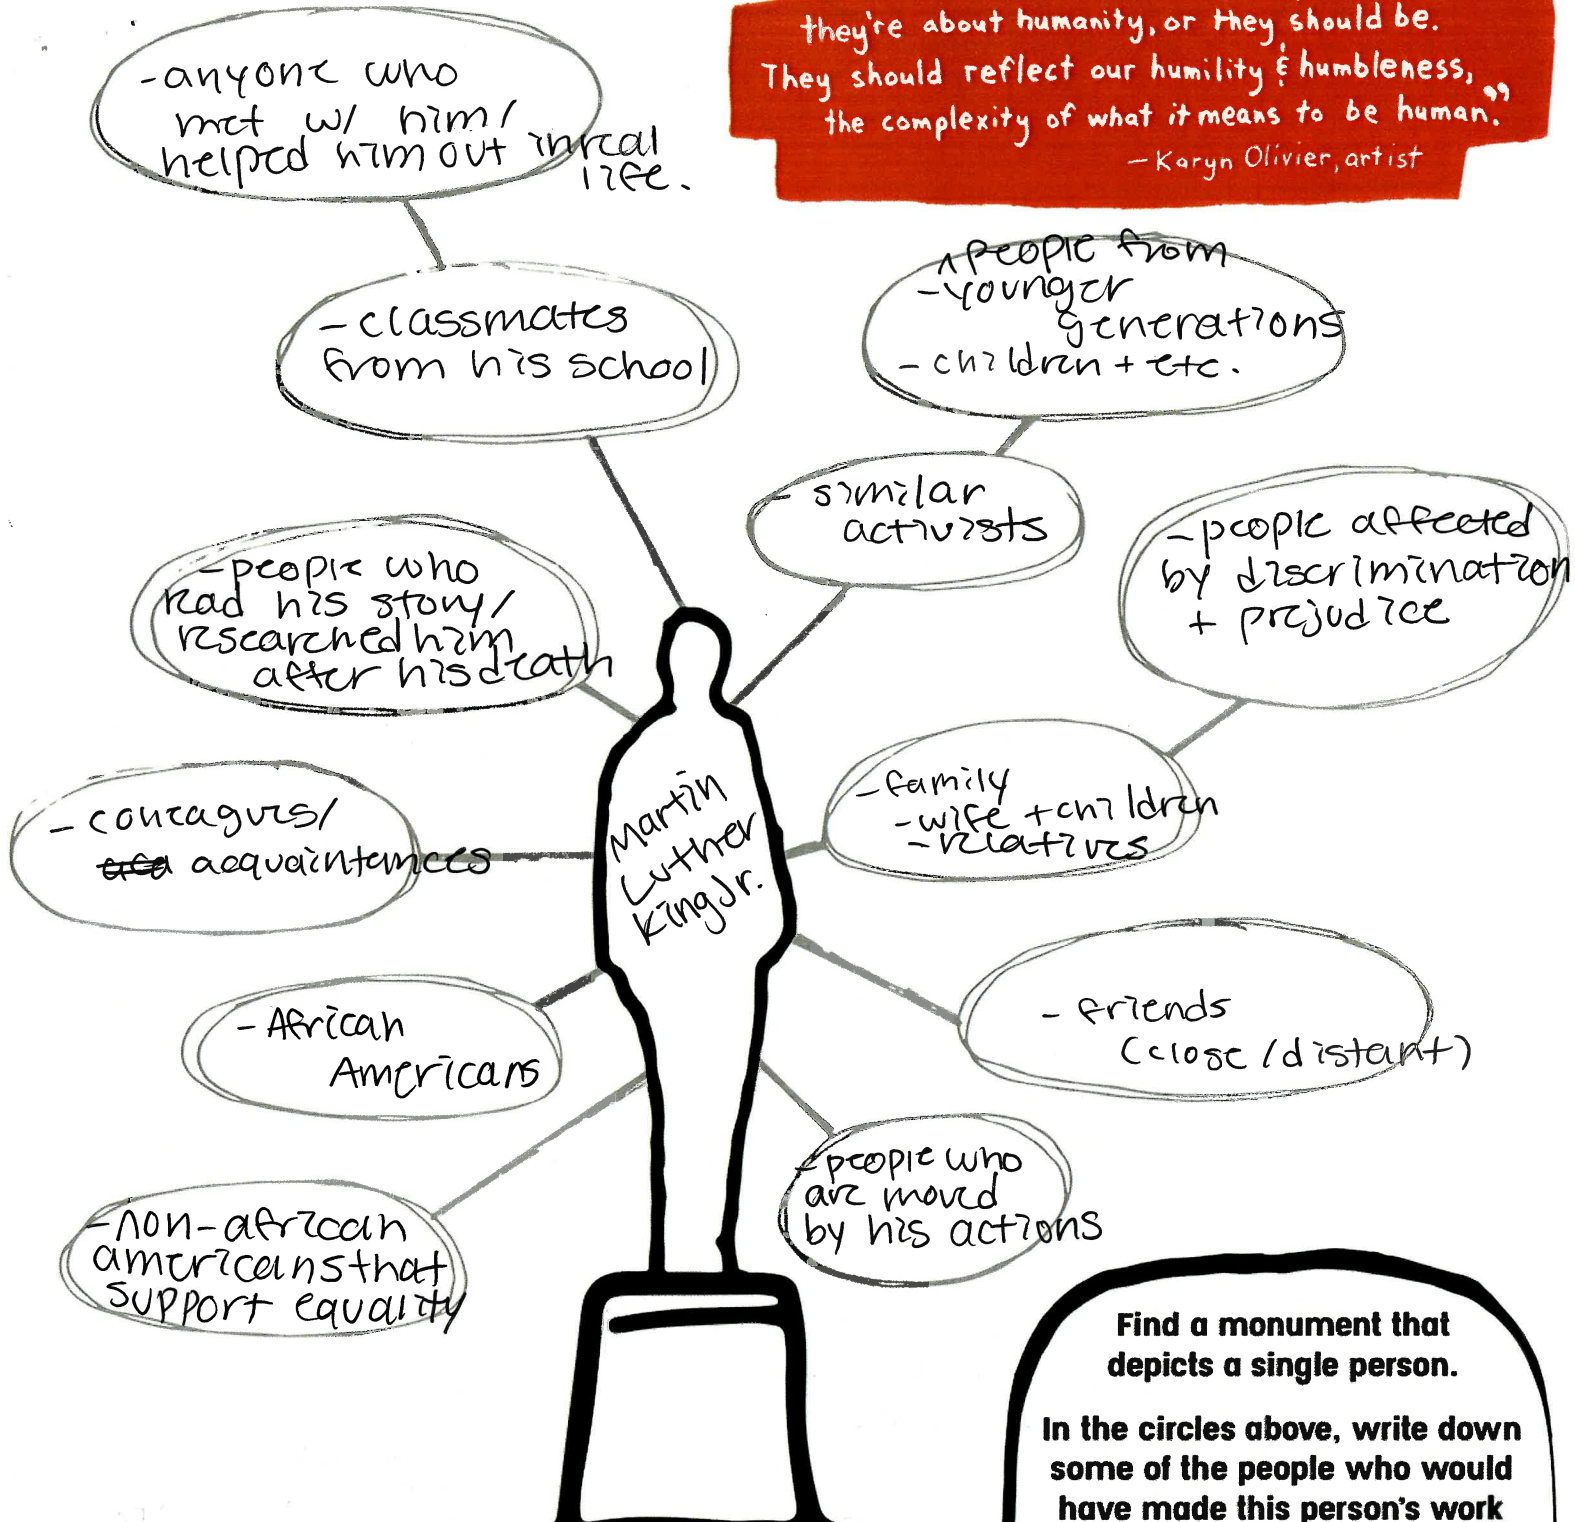 they're about humanity, or they should be.
They should reflect our humility & humbleness,
the complexity of what it means to be human."
— Karyn Olivier, artist
- anyone who
met w/ him/
helped him out in real
life.
- classmates
from his school
^ people from
- younger
generations
- children + etc.
- similar
activists
- people affected
by discrimination
+ prejudice
- people who
read his story/
researched him
after his death
- coneagues/
acquaintences
- family
- wife + children
- relatives
Martin
Luther
King Jr.
- African
Americans
- friends
(close / distant)
- non-african
americans that
support equality
- people who
are moved
by his actions
Find a monument that
depicts a single person.
In the circles above, write down
some of the people who would
have made this person's work